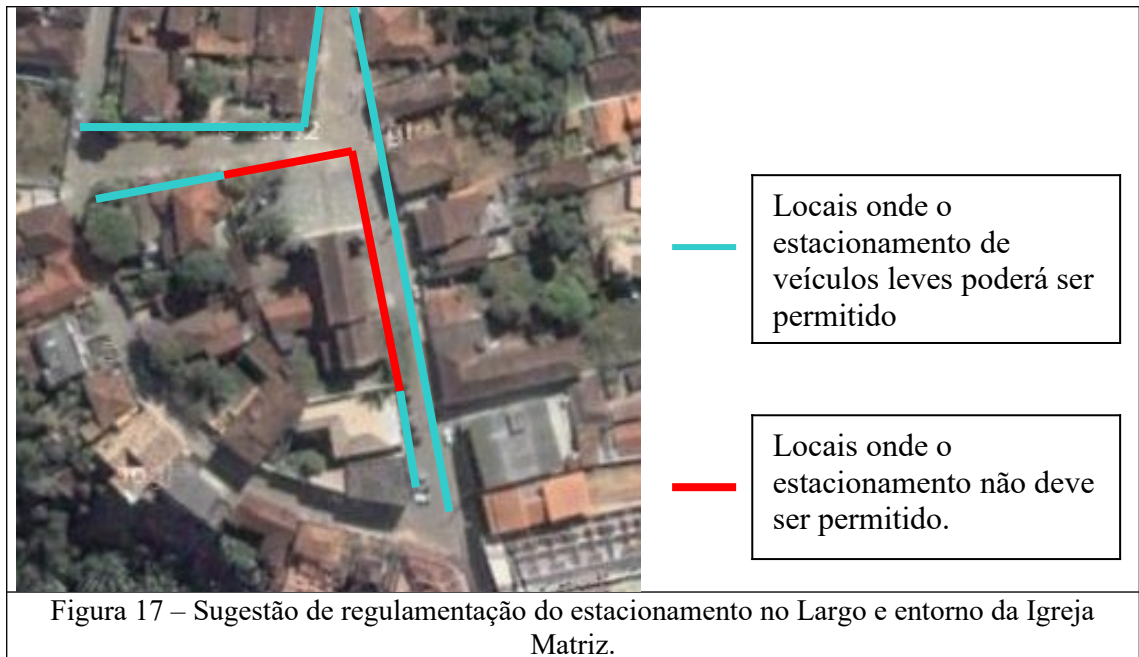 Locais onde o
estacionamento de
veículos leves poderá ser
permitido
Locais onde o
estacionamento não deve
ser permitido.
Figura 17 – Sugestão de regulamentação do estacionamento no Largo e entorno da Igreja
Matriz.